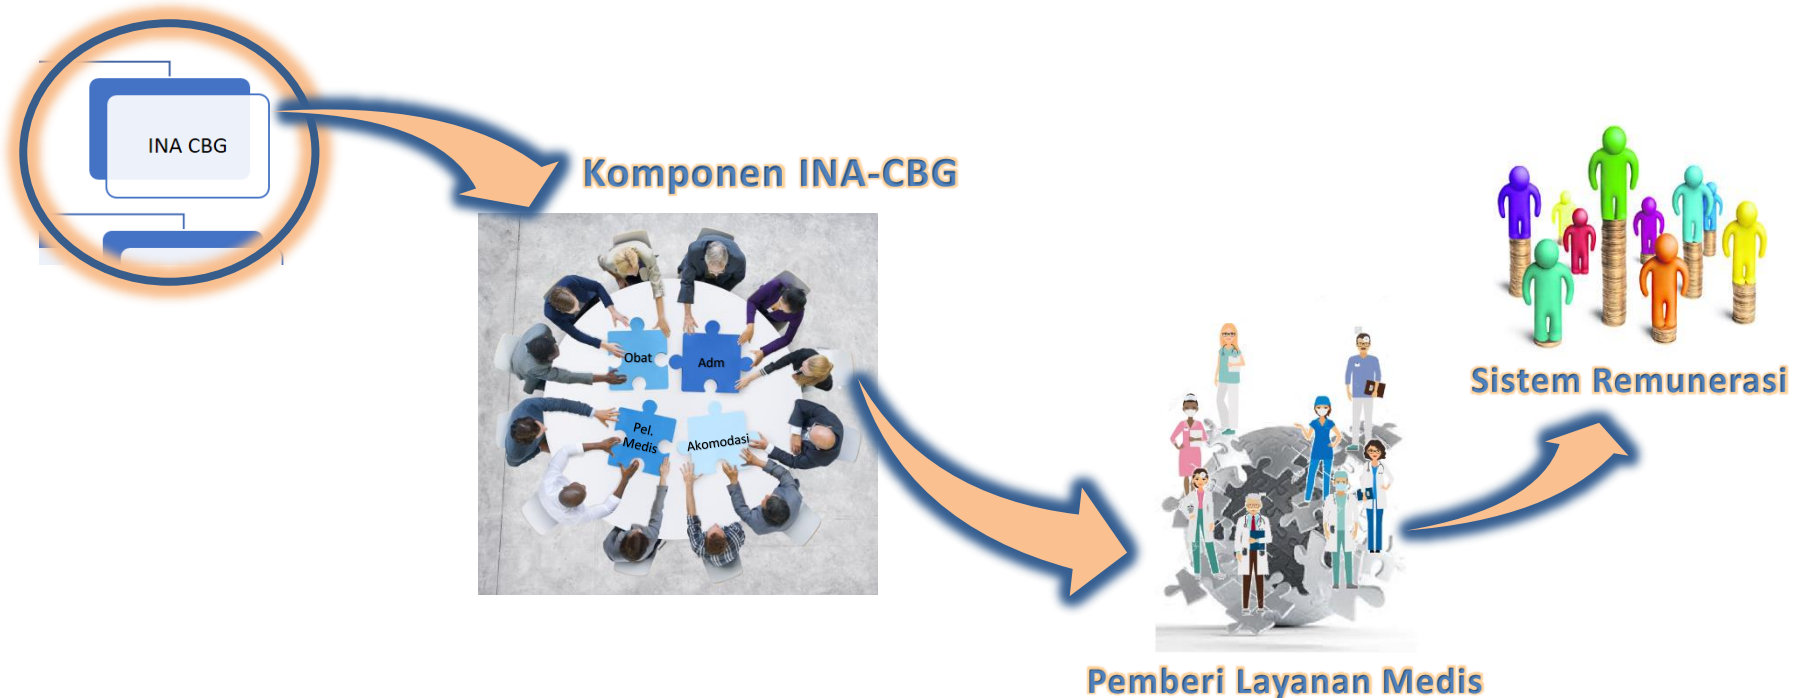 INA CBG
Komponen INA-CBG
Obat
Adm
Pel.
Medis
Akomodasi
Sistem Remunerasi
Pemberi Layanan Medis